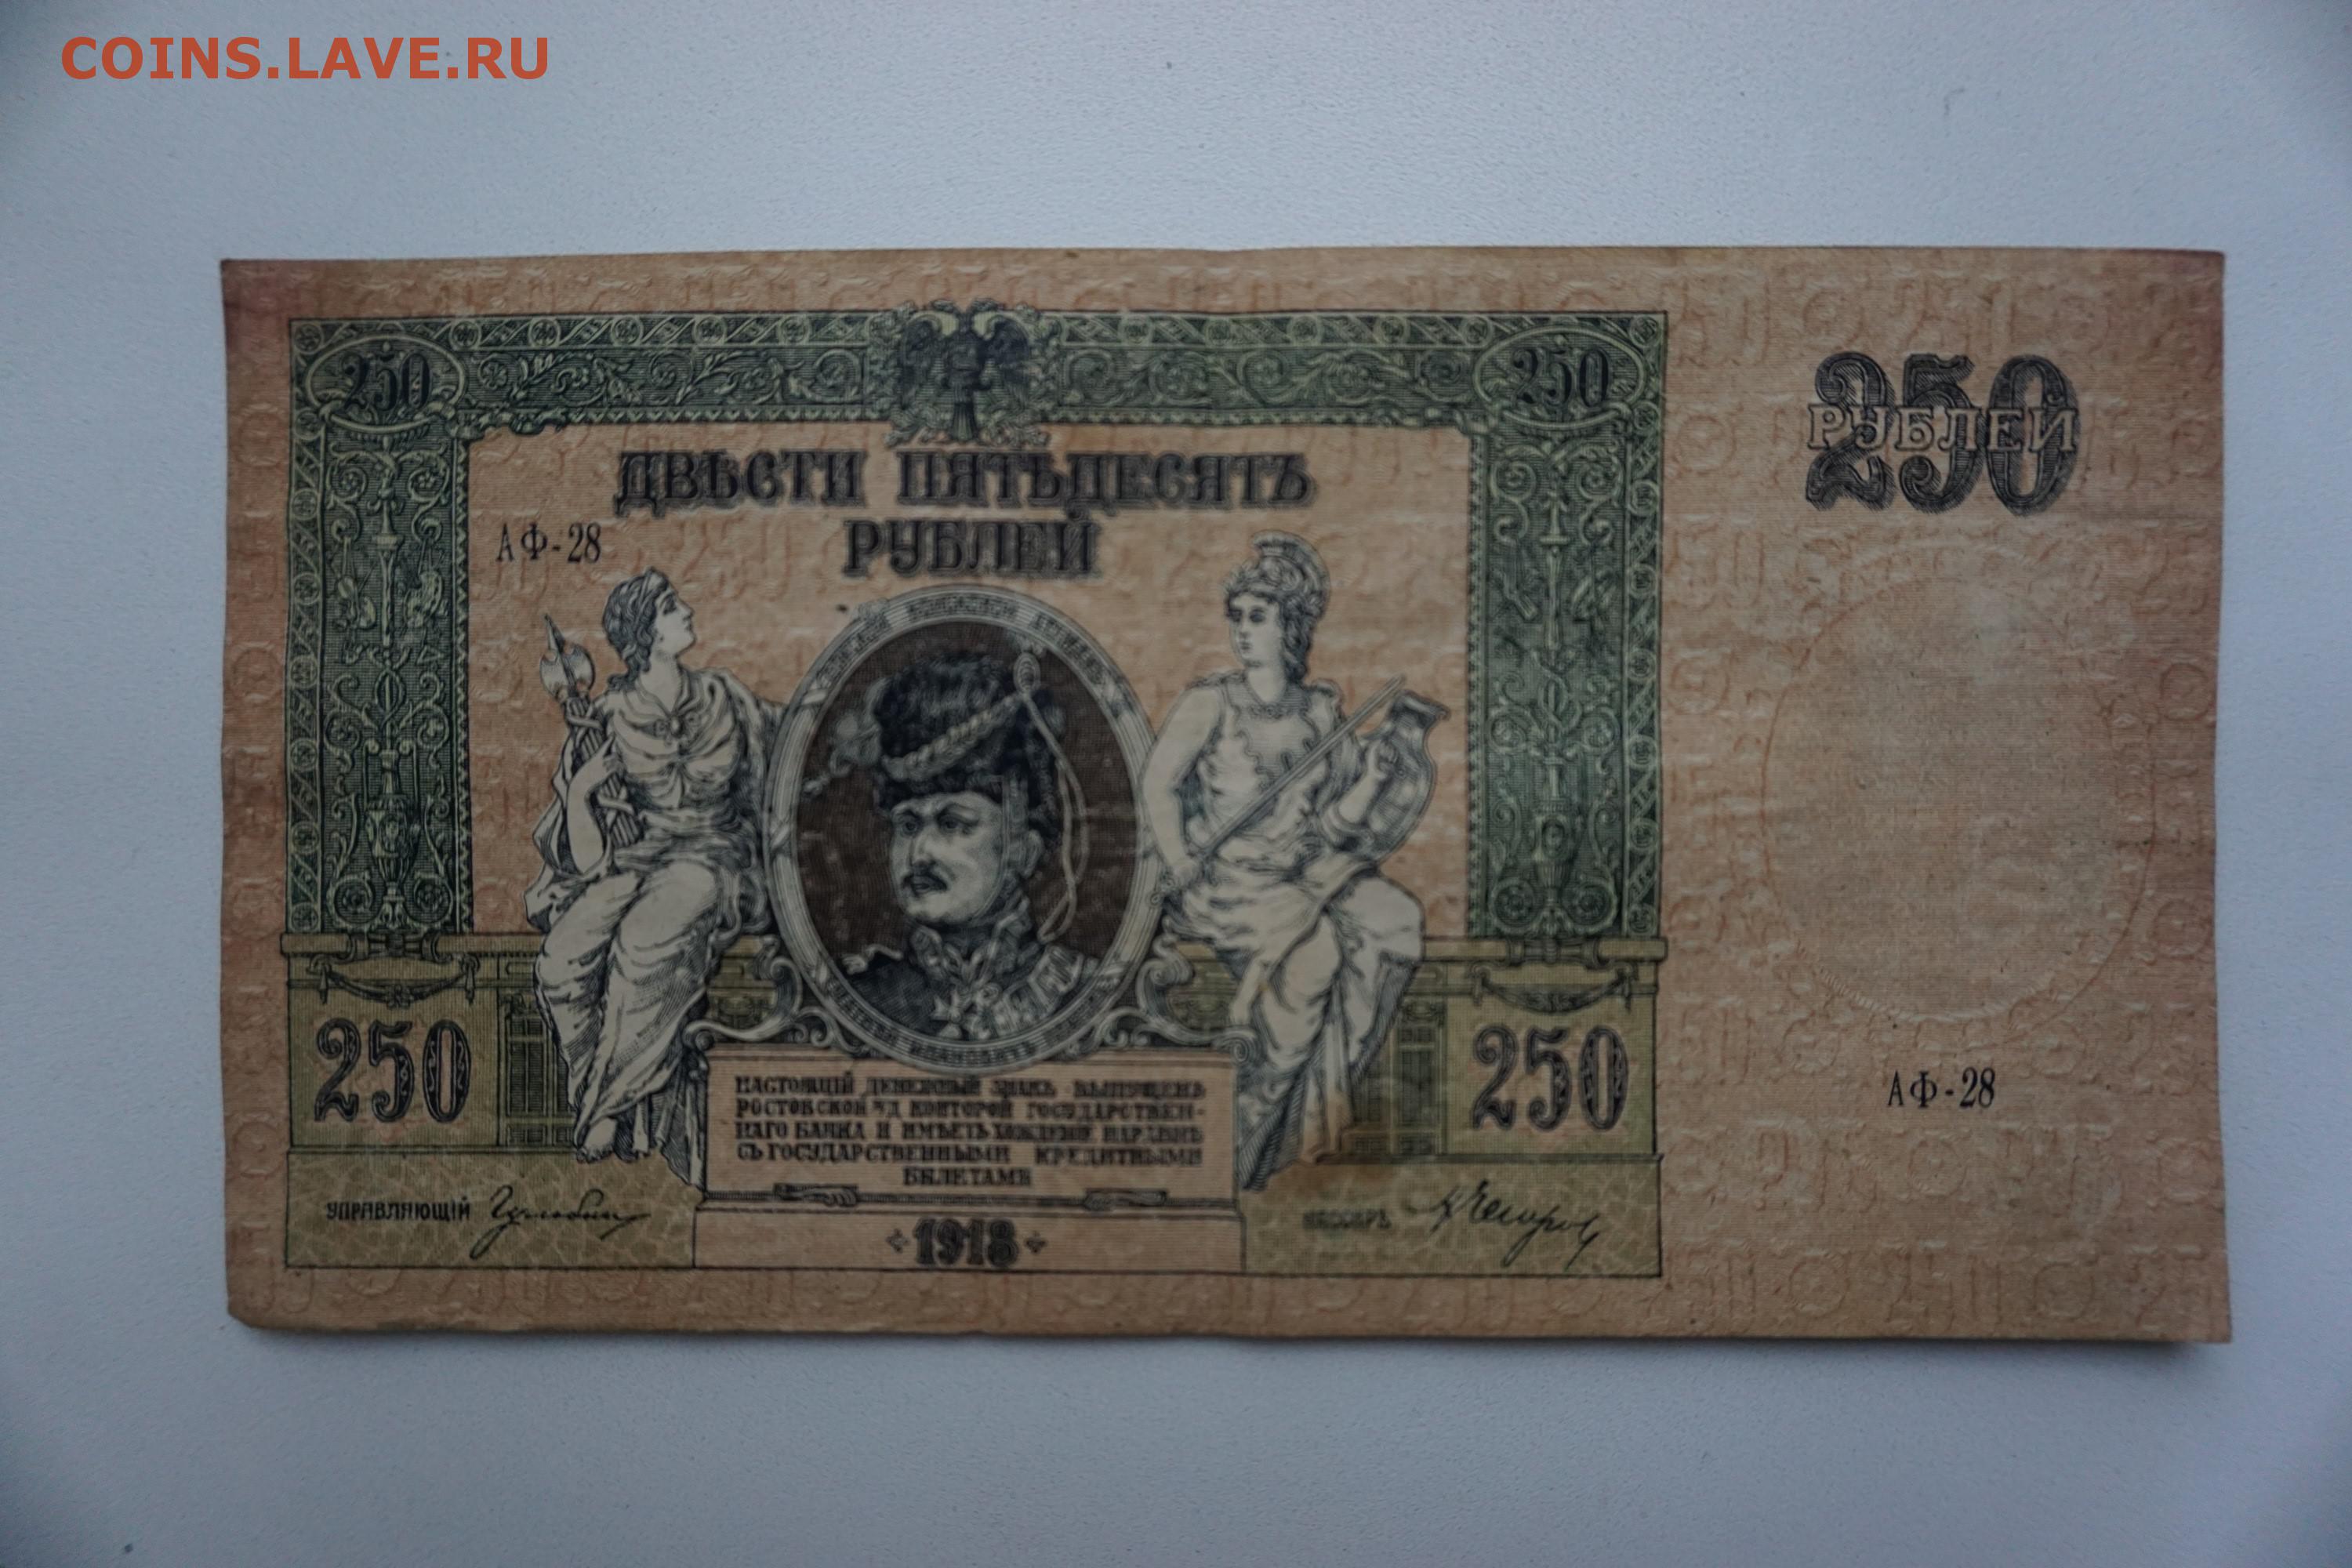 COINS.LAVE.RU
250
250
250
РУБЛЕЙ
ДВѢСТИ ПЯТЬДЕСЯТЪ
РУБЛЕЙ
АФ-28
250
250
НАСТОЯЩІЙ ДЕНЕЖНЫЙ ЗНАКЪ ВЫПУЩЕНЪ
РОСТОВСКОЙ н/Д КОНТОРОЙ ГОСУДАРСТВЕН-
НАГО БАНКА И ИМѢЕТЪ ХОЖДЕНІЕ НАРАВНѢ
СЪ ГОСУДАРСТВЕННЫМИ КРЕДИТНЫМИ
БИЛЕТАМИ
АФ-28
УПРАВЛЯЮЩІЙ
КАССИРЪ
1918